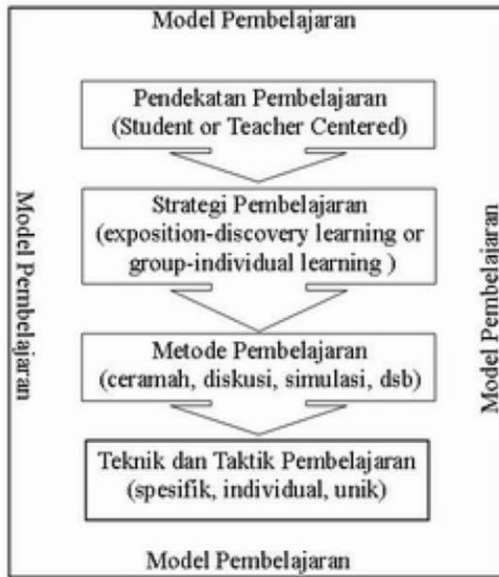 Model Pembelajaran
Pendekatan Pembelajaran
(Student or Teacher Centered)
Model Pembelajaran
Strategi Pembelajaran
(exposition-discovery learning or
group-individual learning )
Model Pembelajaran
Metode Pembelajaran
(ceramah, diskusi, simulasi, dsb)
Teknik dan Taktik Pembelajaran
(spesifik, individual, unik)
Model Pembelajaran